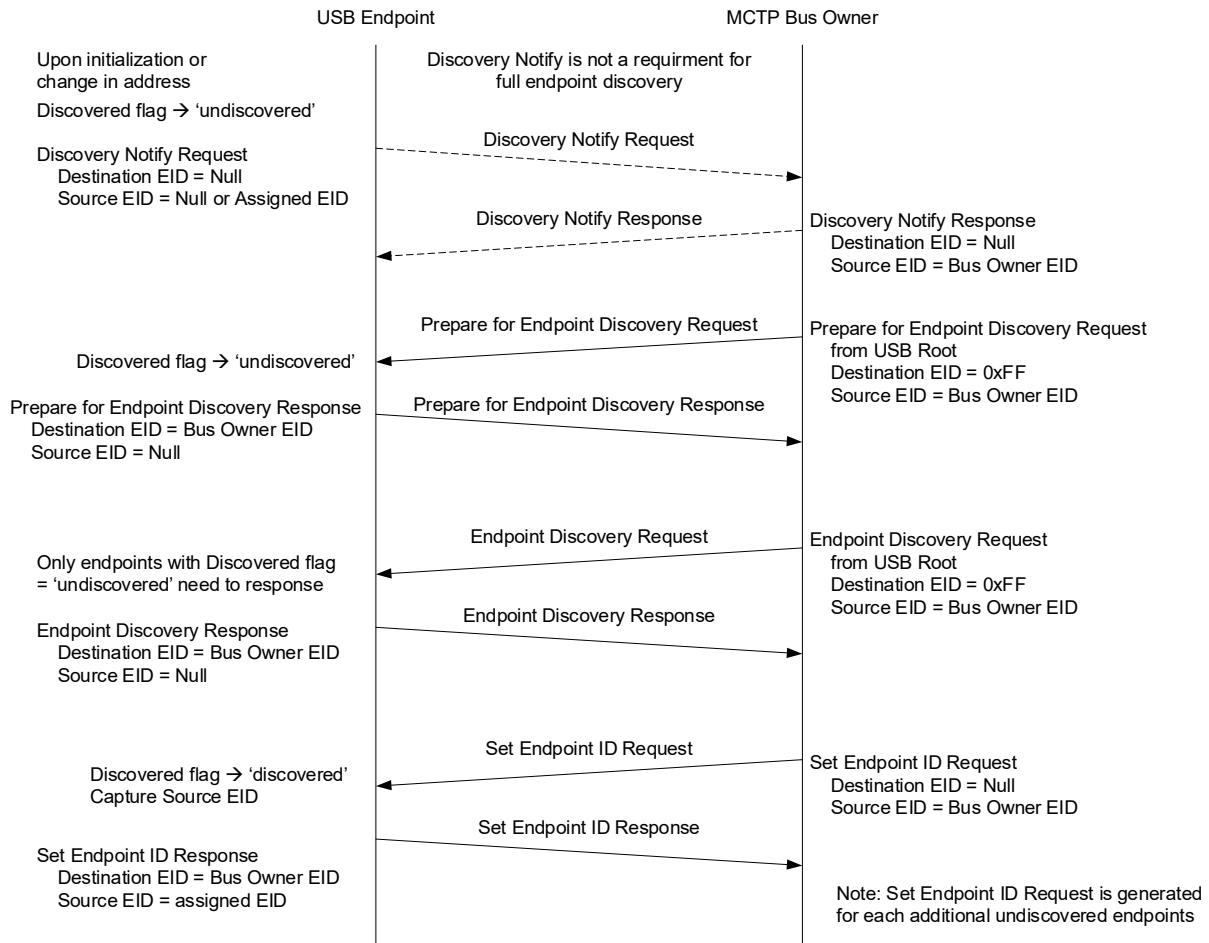 USB Endpoint
MCTP Bus Owner
Upon initialization or
change in address
Discovery Notify is not a requirment for
full endpoint discovery
Discovered flag → ‘undiscovered’
Discovery Notify Request
Discovery Notify Request
Destination EID = Null
Source EID = Null or Assigned EID
Discovery Notify Response
Discovery Notify Response
Destination EID = Null
Source EID = Bus Owner EID
Prepare for Endpoint Discovery Request
Prepare for Endpoint Discovery Request
from USB Root
Destination EID = 0xFF
Source EID = Bus Owner EID
Discovered flag → ‘undiscovered’
Prepare for Endpoint Discovery Response
Prepare for Endpoint Discovery Response
Destination EID = Bus Owner EID
Source EID = Null
Endpoint Discovery Request
Endpoint Discovery Request
from USB Root
Destination EID = 0xFF
Source EID = Bus Owner EID
Only endpoints with Discovered flag
= ‘undiscovered’ need to response
Endpoint Discovery Response
Endpoint Discovery Response
Destination EID = Bus Owner EID
Source EID = Null
Set Endpoint ID Request
Set Endpoint ID Request
Destination EID = Null
Source EID = Bus Owner EID
Discovered flag → ‘discovered’
Capture Source EID
Set Endpoint ID Response
Set Endpoint ID Response
Destination EID = Bus Owner EID
Source EID = assigned EID
Note: Set Endpoint ID Request is generated
for each additional undiscovered endpoints